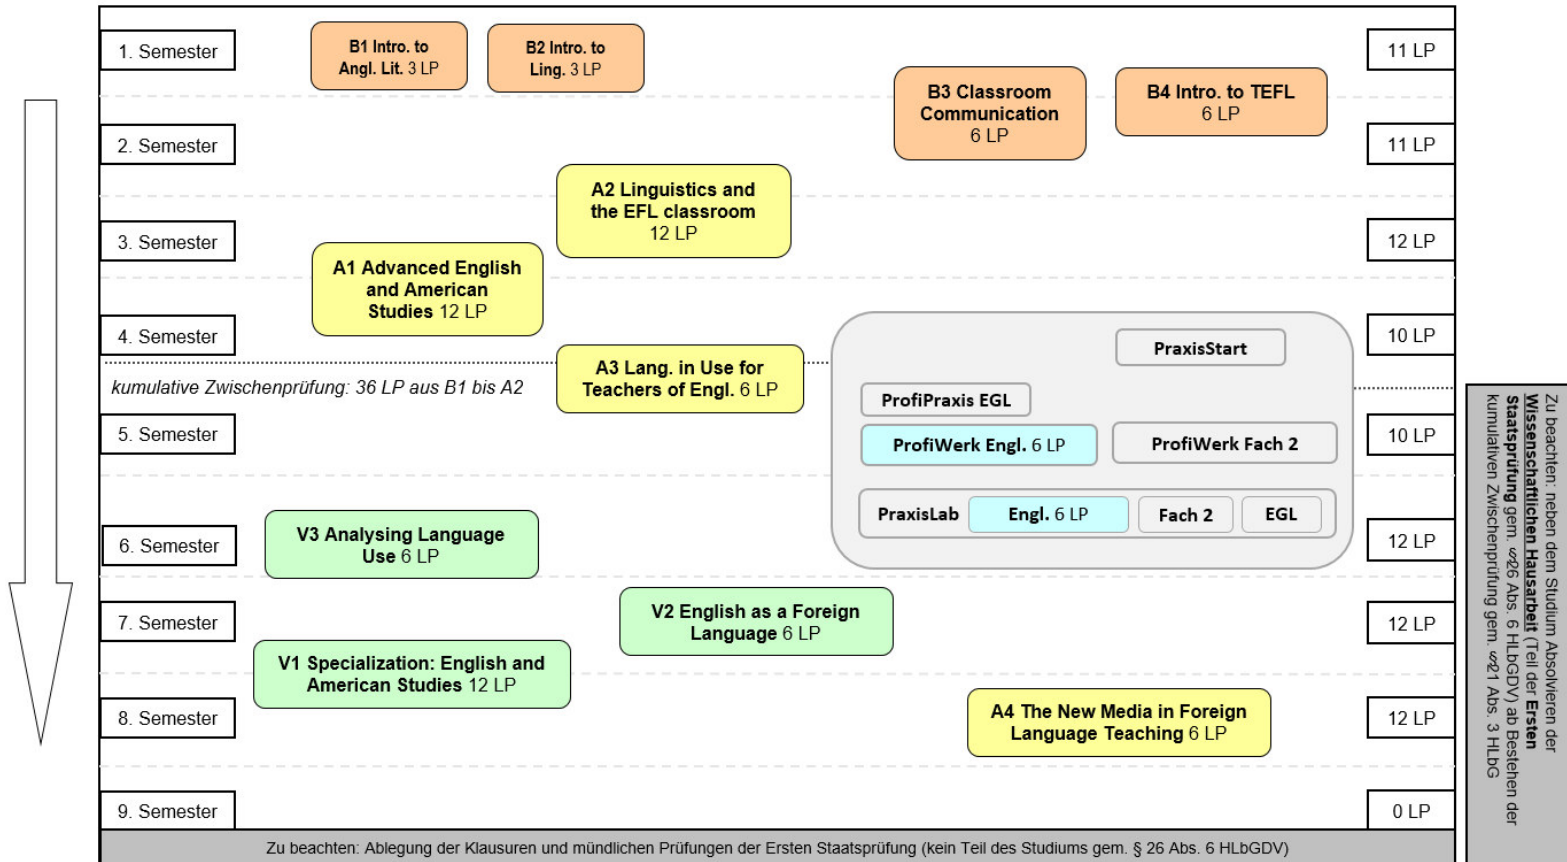 1. Semester
B1 Intro. to
Angl. Lit. 3 LP
B2 Intro. to
Ling. 3 LP
11 LP
B3 Classroom
Communication
6 LP
B4 Intro. to TEFL
6 LP
2. Semester
11 LP
A2 Linguistics and
the EFL classroom
12 LP
3. Semester
12 LP
A1 Advanced English
and American
Studies 12 LP
4. Semester
10 LP
PraxisStart
A3 Lang. in Use for
Teachers of Engl. 6 LP
kumulative Zwischenprüfung: 36 LP aus B1 bis A2
ProfiPraxis EGL
5. Semester
ProfiWerk Engl. 6 LP
ProfiWerk Fach 2
10 LP
PraxisLab
Engl. 6 LP
Fach 2
EGL
V3 Analysing Language
Use 6 LP
6. Semester
12 LP
7. Semester
V2 English as a Foreign
Language 6 LP
12 LP
V1 Specialization: English and
American Studies 12 LP
8. Semester
A4 The New Media in Foreign
Language Teaching 6 LP
12 LP
9. Semester
0 LP
Zu beachten: Ablegung der Klausuren und mündlichen Prüfungen der Ersten Staatsprüfung (kein Teil des Studiums gem. § 26 Abs. 6 HLbGDV)
Zu beachten: neben dem Studium Absolvieren der
Wissenschaftlichen Hausarbeit (Teil der Ersten
Staatsprüfung gem. §26 Abs. 6 HLbGDV) ab Bestehen der
kumulativen Zwischenprüfung gem. §21 Abs. 3 HLbG